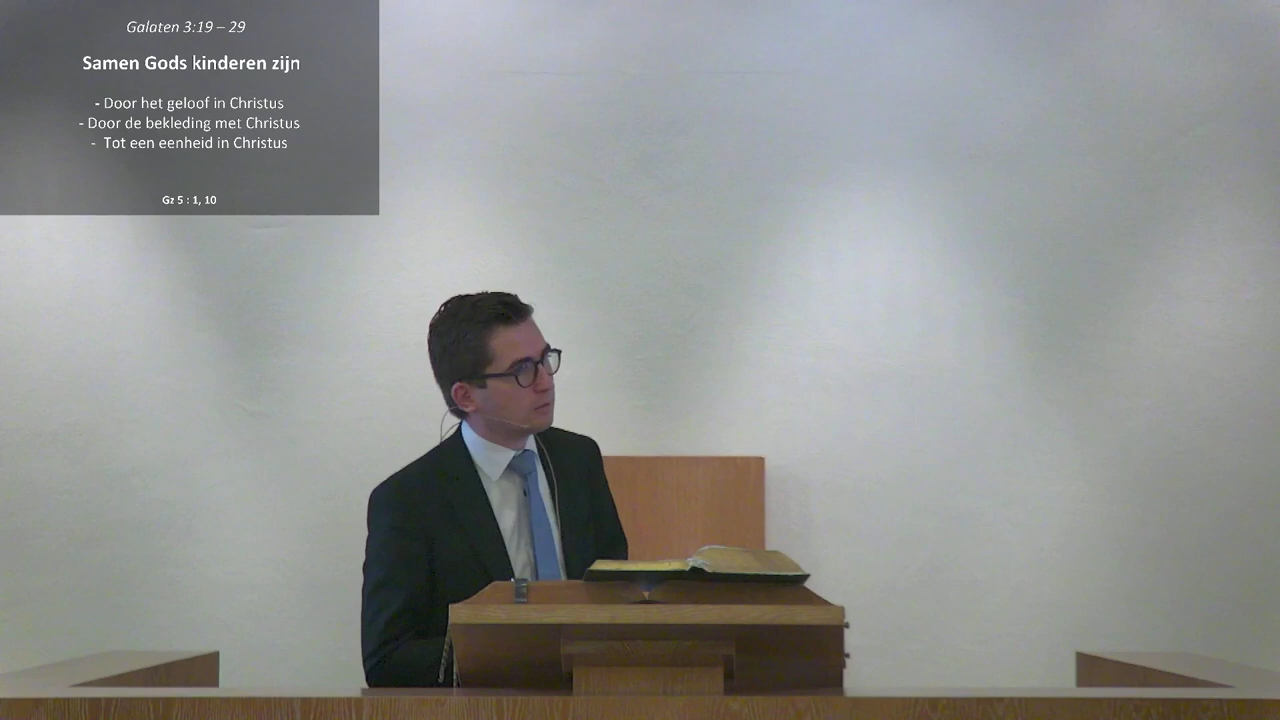 Galaten 3:19 – 29
Samen Gods kinderen zijn
- Door het geloof in Christus
- Door de bekleding met Christus
- Tot een eenheid in Christus
Gz 5 : 1, 10